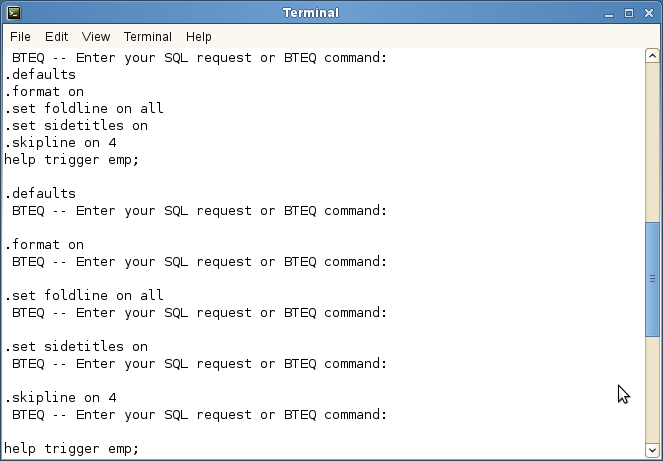 Terminal
File Edit View Terminal Help
BTEQ -- Enter your SQL request or BTEQ command:
.defaults
.format on
.set foldline on all
.set sidetitles on
.skipline on 4
help trigger emp;
.defaults
BTEQ -- Enter your SQL request or BTEQ command:
.format on
BTEQ -- Enter your SQL request or BTEQ command:
.set foldline on all
BTEQ -- Enter your SQL request or BTEQ command:
.set sidetitles on
BTEQ -- Enter your SQL request or BTEQ command:
.skipline on 4
BTEQ -- Enter your SQL request or BTEQ command:
help trigger emp;